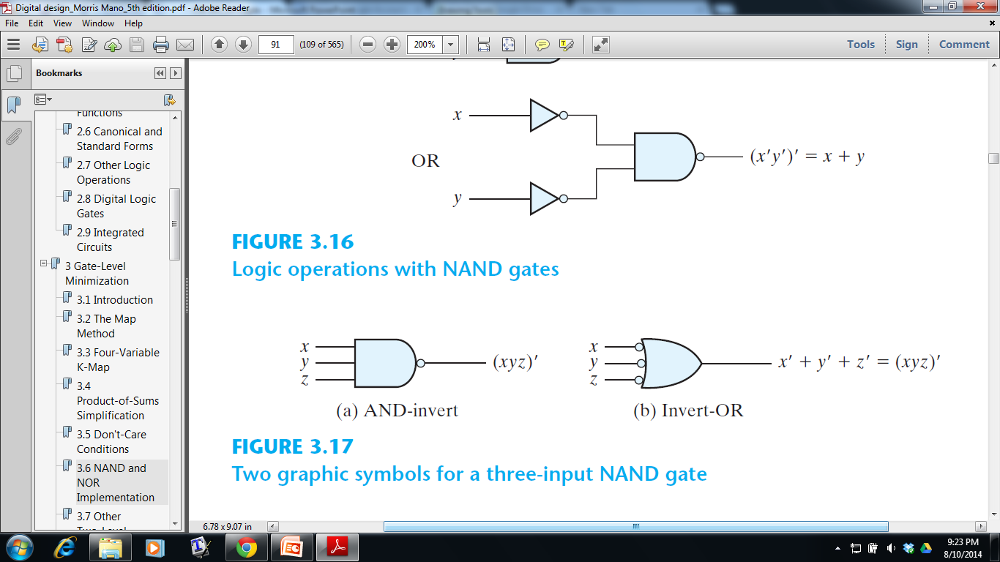 Digital design_Morris Mano_5th edition.pdf - Adobe Reader
File Edit View Window Help
91 (109 of 565) 200% Tools Sign Comment
Bookmarks
Functions
2.6 Canonical and
Standard Forms
2.7 Other Logic
Operations
2.8 Digital Logic
Gates
2.9 Integrated
Circuits
3 Gate-Level
Minimization
3.1 Introduction
3.2 The Map
Method
3.3 Four-Variable
K-Map
3.4
Product-of-Sums
Simplification
3.5 Don't-Care
Conditions
3.6 NAND and
NOR
Implementation
3.7 Other
Two-Level
x
OR
y
(x′y′)′ = x + y
FIGURE 3.16
Logic operations with NAND gates
x
y
z
(xyz)′
(a) AND-invert
x
y
z
x′ + y′ + z′ = (xyz)′
(b) Invert-OR
FIGURE 3.17
Two graphic symbols for a three-input NAND gate
6.78 x 9.07 in
9:23 PM
8/10/2014